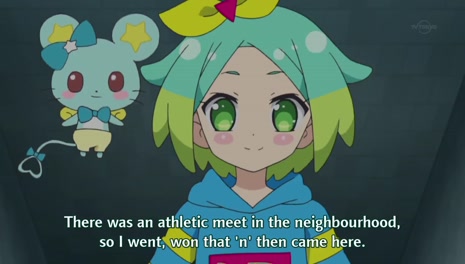 There was an athletic meet in the neighbourhood,
so I went, won that 'n' then came here.